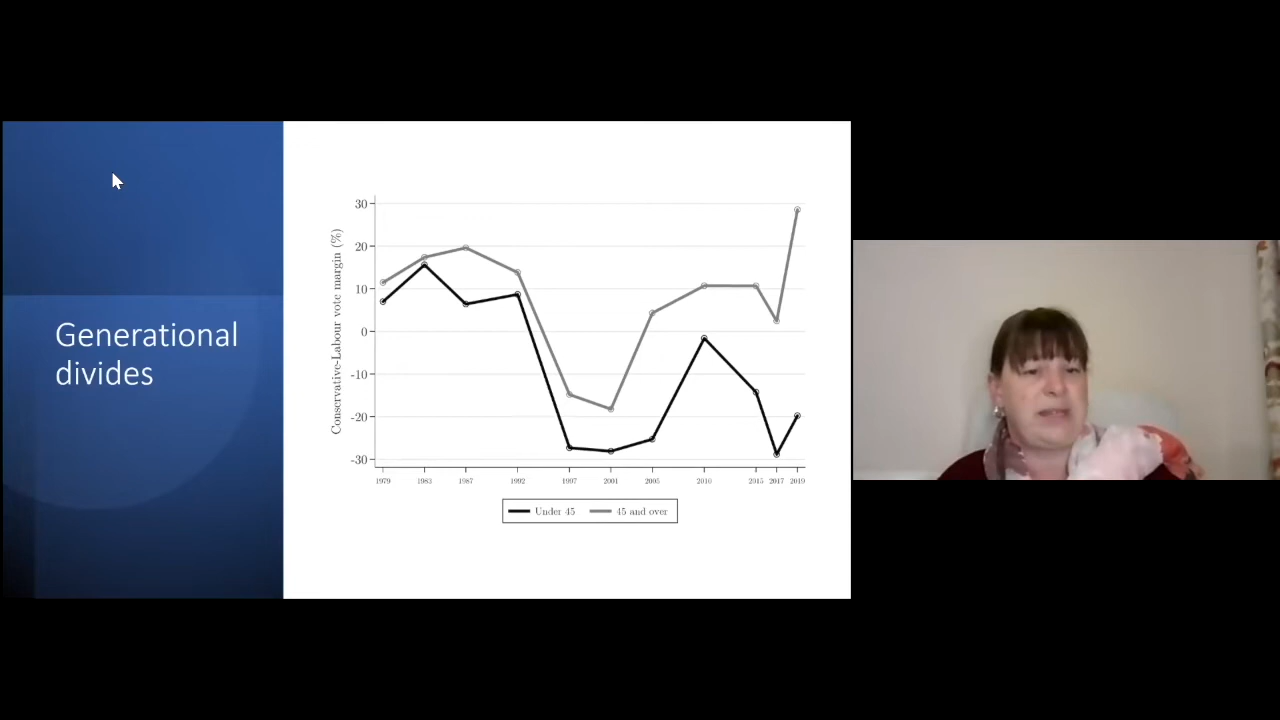 Generational
divides
Conservative-Labour vote margin (%)
30
20
10
0
-10
-20
-30
1979 1983 1987 1992 1997 2001 2005 2010 2015 2017 2019
Under 45 45 and over